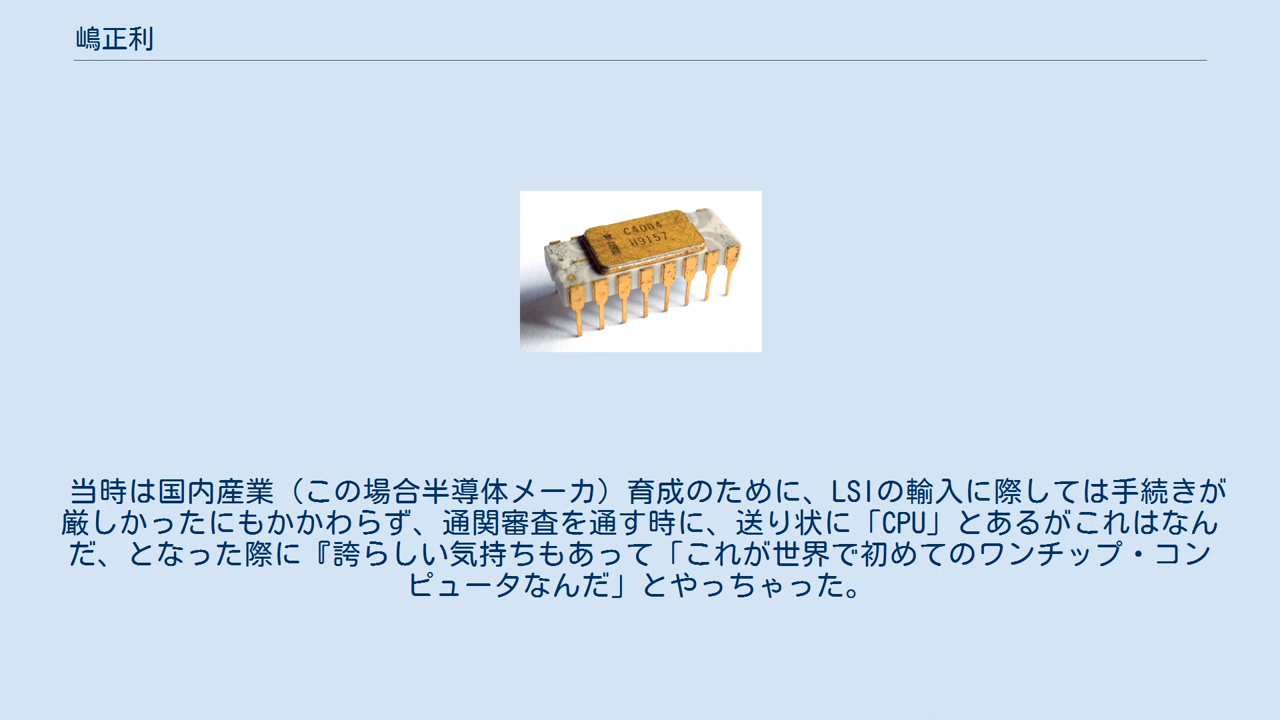 嶋正利
C4004
H9157
当時は国内産業（この場合半導体メーカ）育成のために、LSIの輸入に際しては手続きが
厳しかったにもかかわらず、通関審査を通す時に、送り状に「CPU」とあるがこれはなん
だ、となった際に『誇らしい気持ちもあって「これが世界で初めてのワンチップ・コン
ピュータなんだ」とやっちゃった。